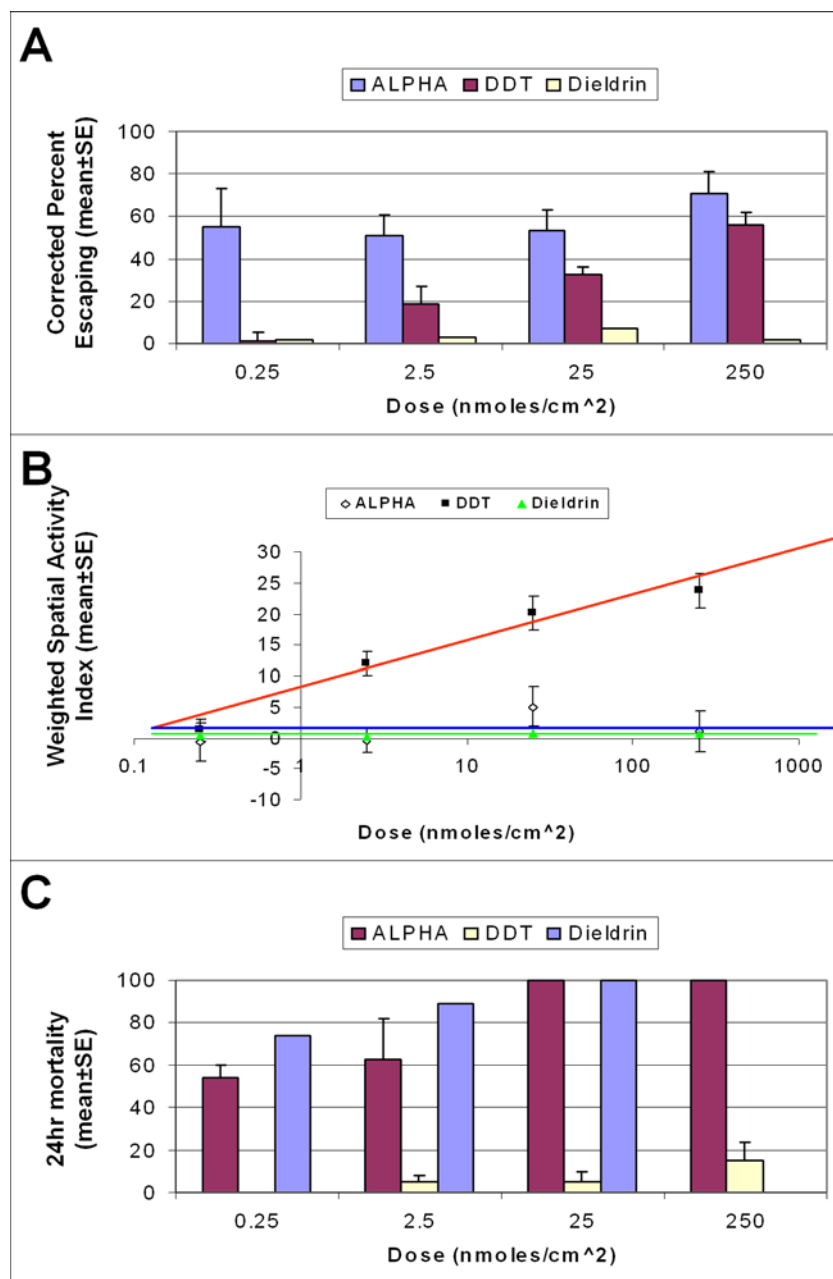 A
ALPHA DDT Dieldrin
Corrected Percent
Escaping (mean±SE)
100
80
60
40
20
0
0.25 2.5 25 250
Dose (nmoles/cm^2)
B
ALPHA DDT Dieldrin
Weighted Spatial Activity
Index (mean±SE)
30
25
20
15
10
5
0
-5
-10
0.1 1 10 100 1000
Dose (nmoles/cm^2)
C
ALPHA DDT Dieldrin
24hr mortality
(mean±SE)
100
80
60
40
20
0
0.25 2.5 25 250
Dose (nmoles/cm^2)